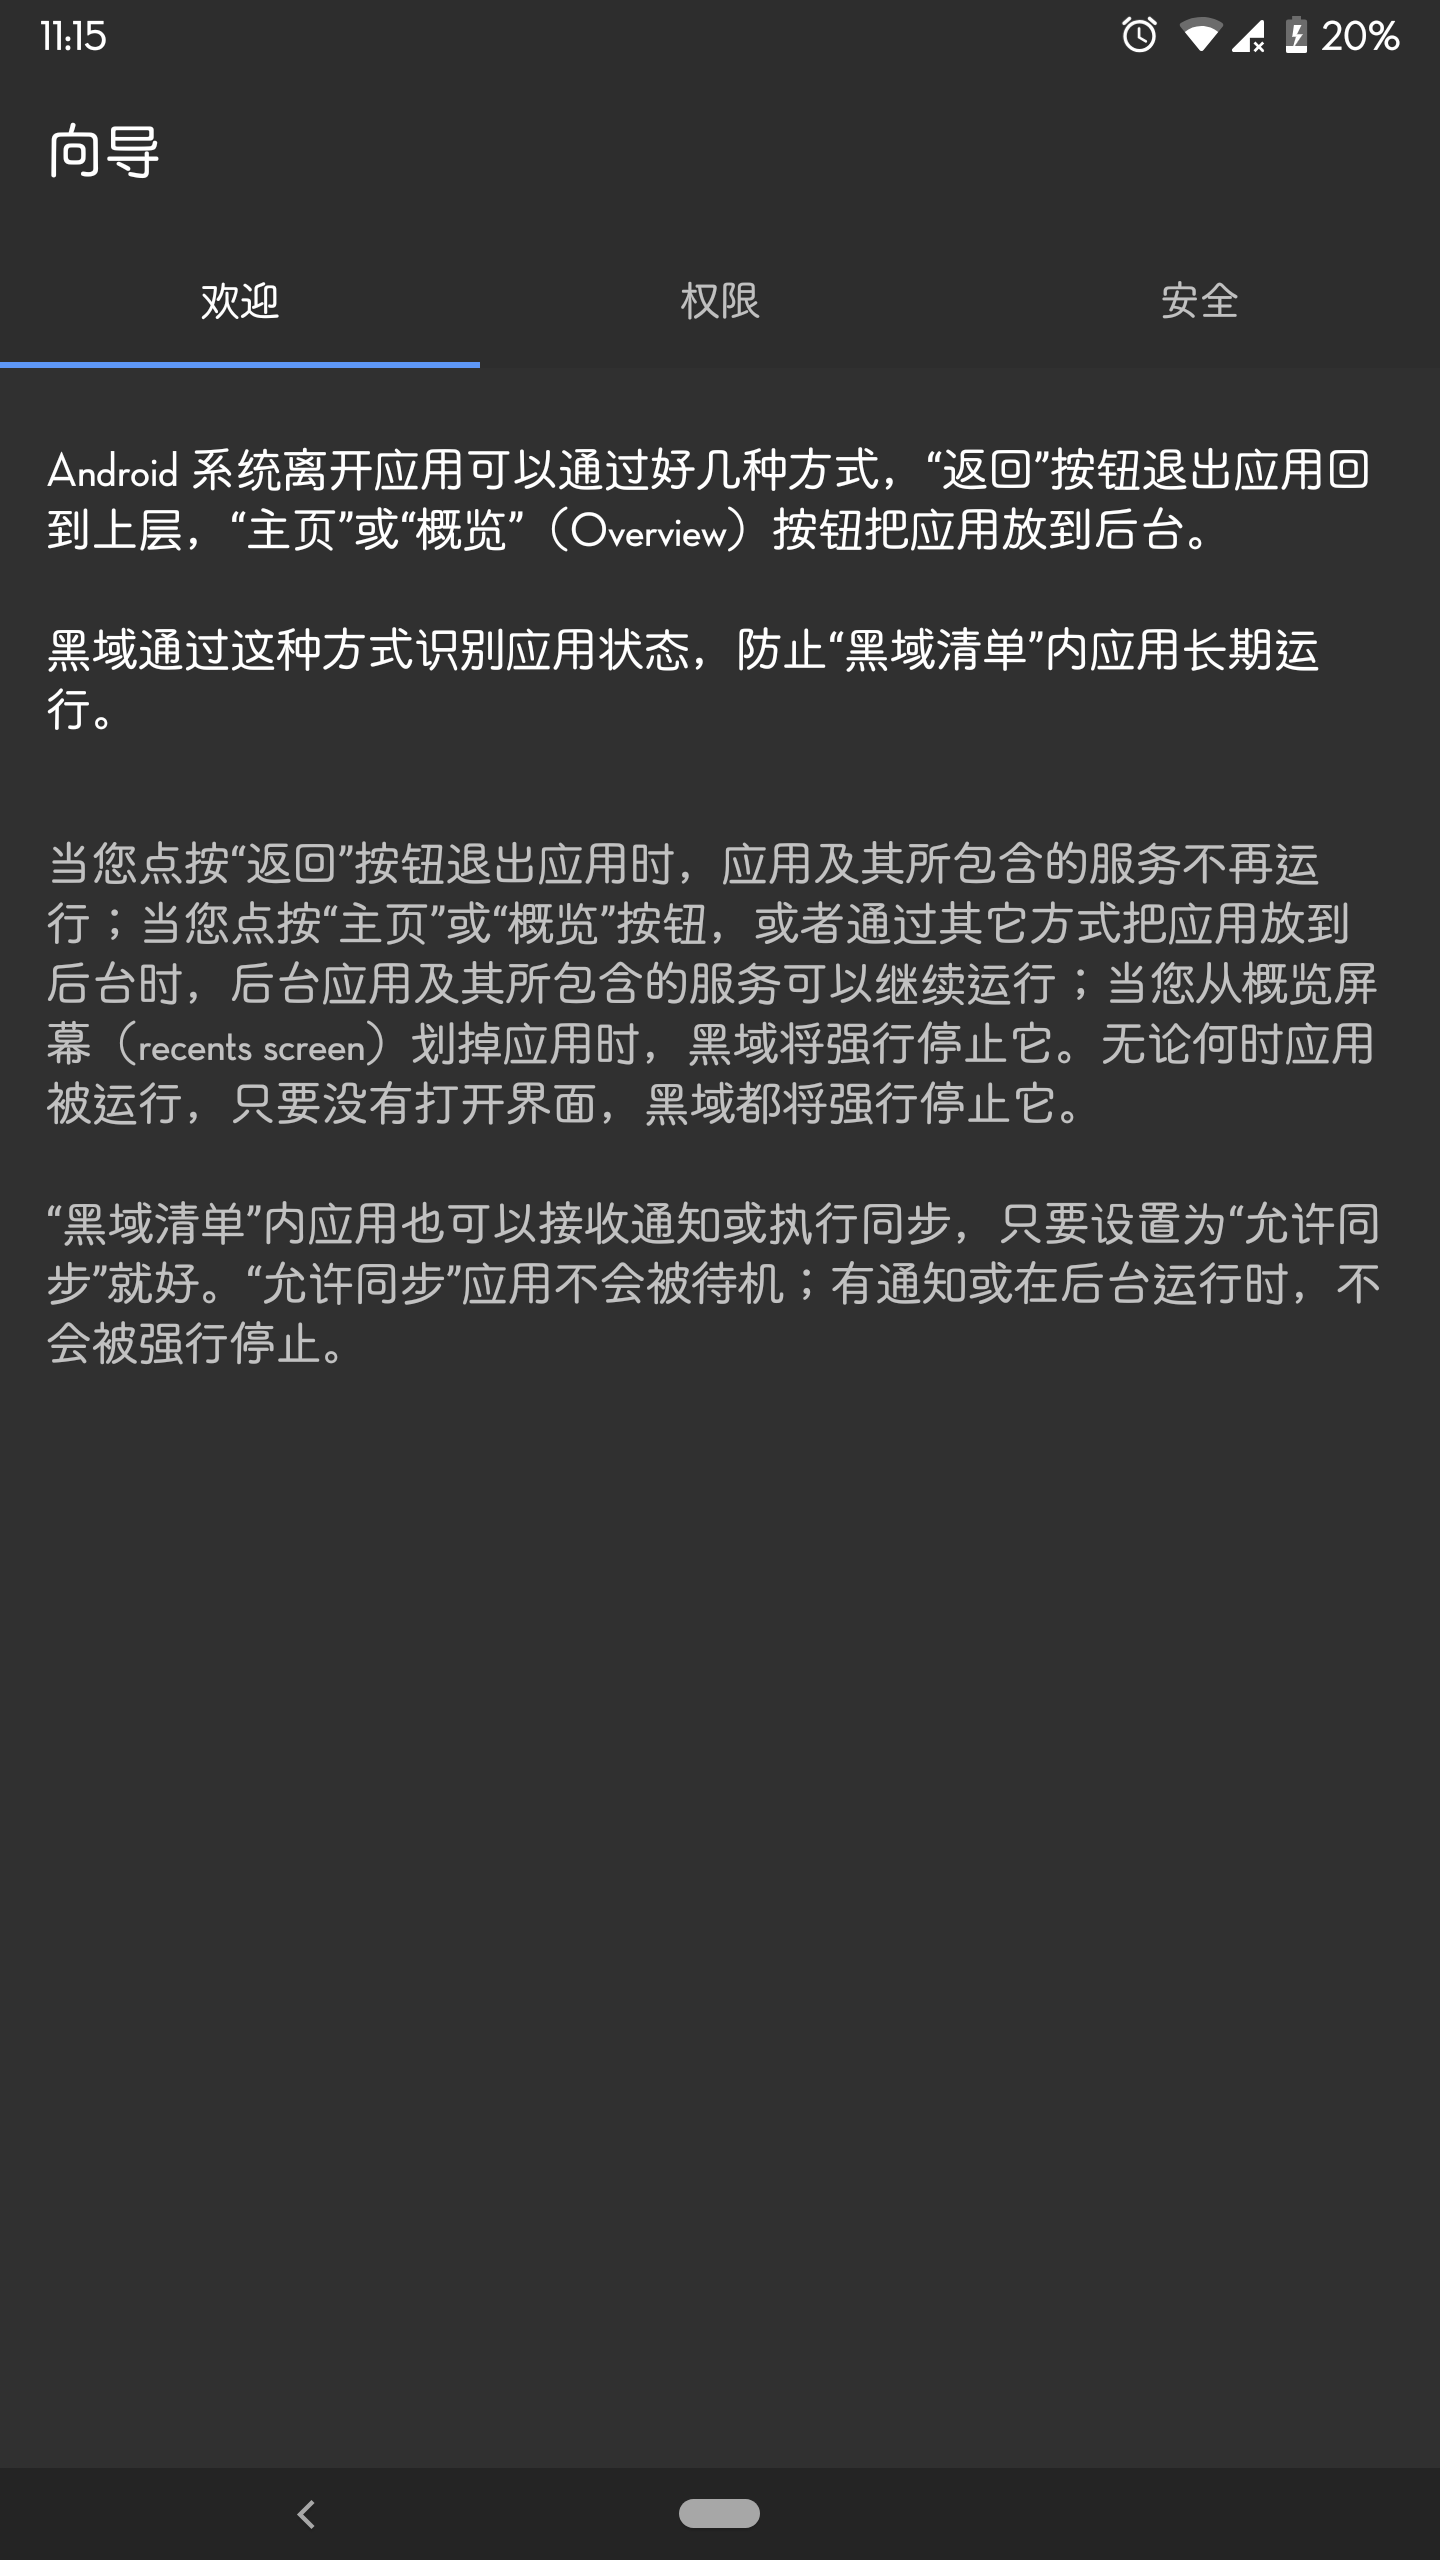 11:15
20%
向导
欢迎
权限
安全
Android 系统离开应用可以通过好几种方式，“返回”按钮退出应用回
到上层，“主页”或“概览”（Overview）按钮把应用放到后台。
黑域通过这种方式识别应用状态，防止“黑域清单”内应用长期运
行。
当您点按“返回”按钮退出应用时，应用及其所包含的服务不再运
行；当您点按“主页”或“概览”按钮，或者通过其它方式把应用放到
后台时，后台应用及其所包含的服务可以继续运行；当您从概览屏
幕（recents screen）划掉应用时，黑域将强行停止它。无论何时应用
被运行，只要没有打开界面，黑域都将强行停止它。
“黑域清单”内应用也可以接收通知或执行同步，只要设置为“允许同
步”就好。“允许同步”应用不会被待机；有通知或在后台运行时，不
会被强行停止。